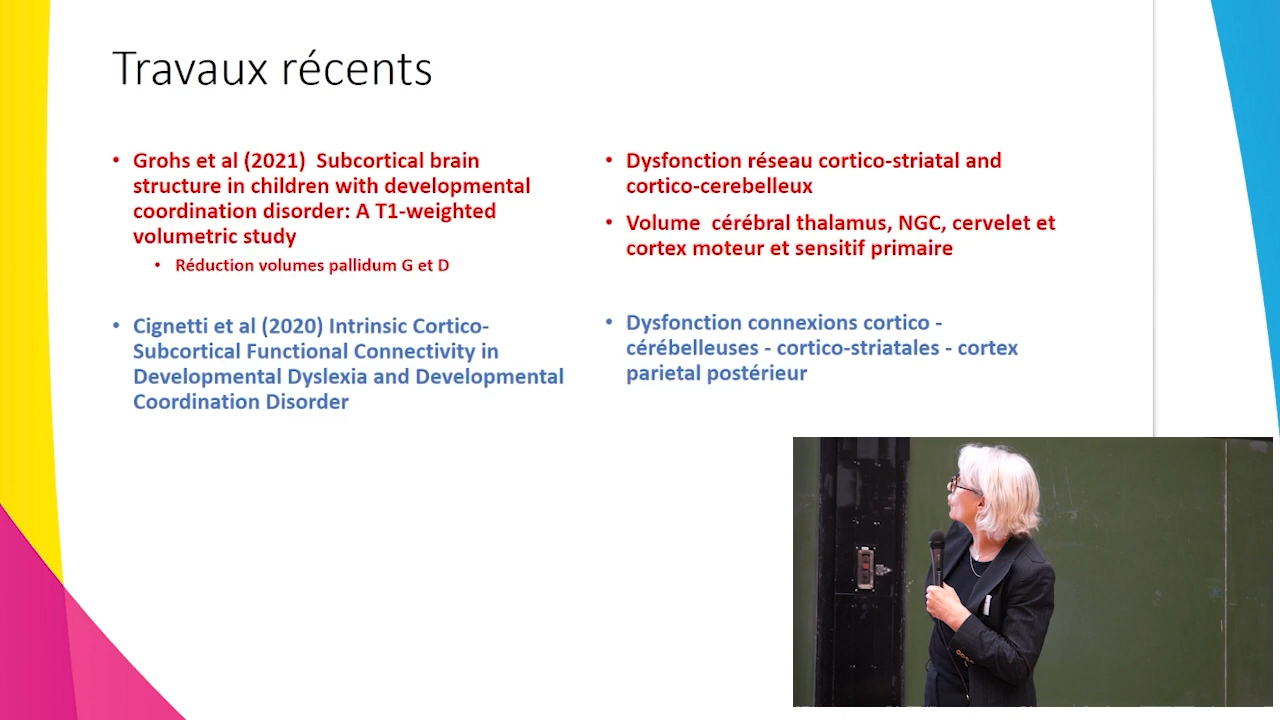 Travaux récents
• Grohs et al (2021)  Subcortical brain
structure in children with developmental
coordination disorder: A T1-weighted
volumetric study
• Réduction volumes pallidum G et D
• Cignetti et al (2020) Intrinsic Cortico-
Subcortical Functional Connectivity in
Developmental Dyslexia and Developmental
Coordination Disorder
• Dysfonction réseau cortico-striatal and
cortico-cerebelleux
• Volume  cérébral thalamus, NGC, cervelet et
cortex moteur et sensitif primaire
• Dysfonction connexions cortico -
cérébelleuses - cortico-striatales - cortex
parietal postérieur